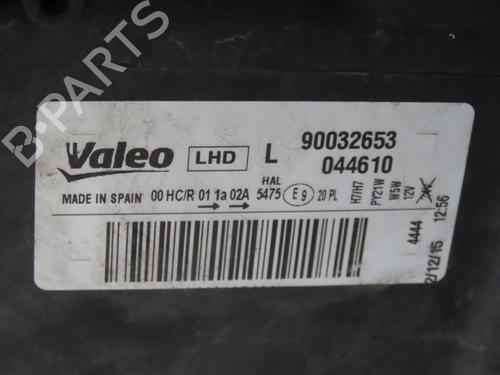 B-PARTS
Valeo LHD L 90032653
044610
MADE IN SPAIN 00 HC/R 01 1a 02A HAL 5475 E9 20 PL
H7/H7
PY21W
W5W
12V
4444 12:56
2/12/15